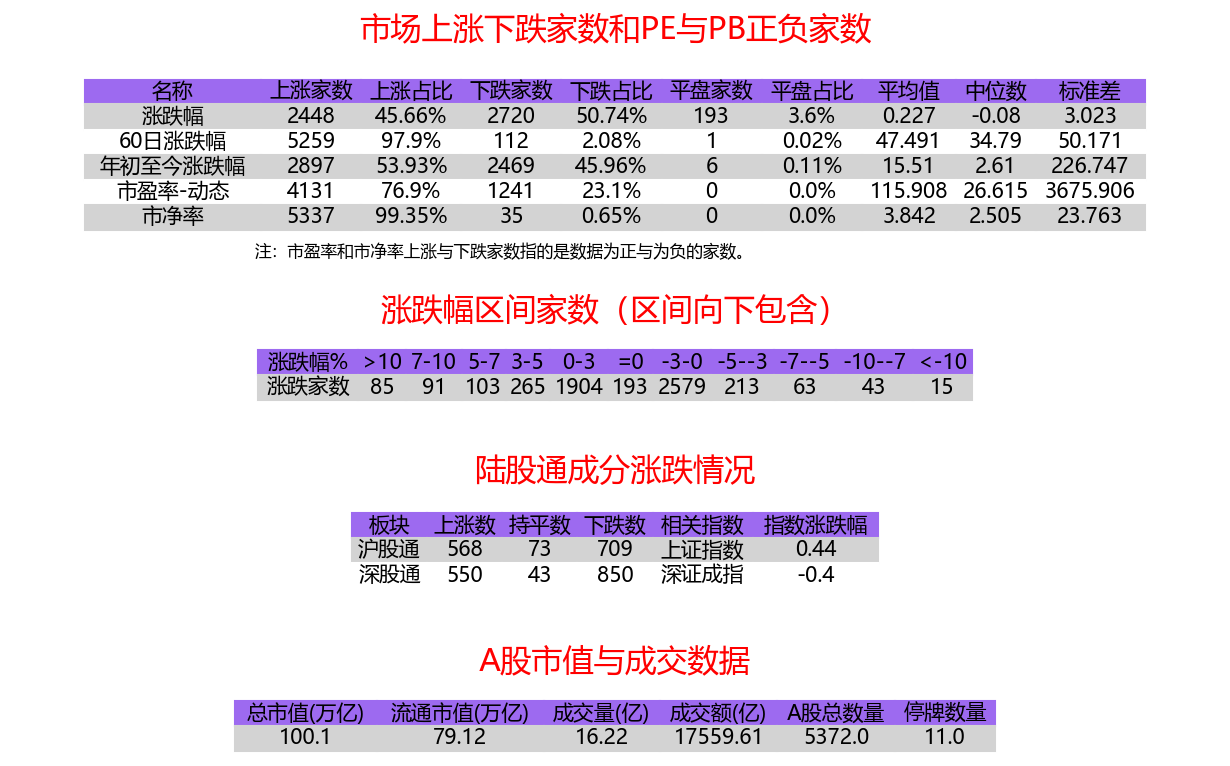 市场上涨下跌家数和PE与PB正负家数
名称 上涨家数 上涨占比 下跌家数 下跌占比 平盘家数 平盘占比 平均值 中位数 标准差
涨跌幅 2448 45.66% 2720 50.74% 193 3.6% 0.227 -0.08 3.023
60日涨跌幅 5259 97.9% 112 2.08% 1 0.02% 47.491 34.79 50.171
年初至今涨跌幅 2897 53.93% 2469 45.96% 6 0.11% 15.51 2.61 226.747
市盈率-动态 4131 76.9% 1241 23.1% 0 0.0% 115.908 26.615 3675.906
市净率 5337 99.35% 35 0.65% 0 0.0% 3.842 2.505 23.763
注：市盈率和市净率上涨与下跌家数指的是数据为正与为负的家数。
涨跌幅区间家数（区间向下包含）
涨跌幅% >10 7-10 5-7 3-5 0-3 =0 -3-0 -5--3 -7--5 -10--7 <-10
涨跌家数 85 91 103 265 1904 193 2579 213 63 43 15
陆股通成分涨跌情况
板块 上涨数 持平数 下跌数 相关指数 指数涨跌幅
沪股通 568 73 709 上证指数 0.44
深股通 550 43 850 深证成指 -0.4
A股市值与成交数据
总市值(万亿) 流通市值(万亿) 成交量(亿) 成交额(亿) A股总数量 停牌数量
100.1 79.12 16.22 17559.61 5372.0 11.0